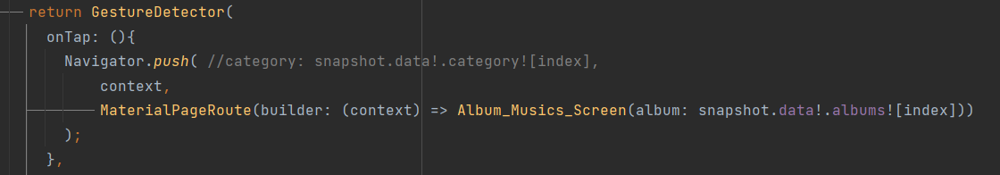 return GestureDetector(
onTap: (){
Navigator.push( //category: snapshot.data!.category![index],
context,
MaterialPageRoute(builder: (context) => Album_Musics_Screen(album: snapshot.data!.albums![index]))
);
},